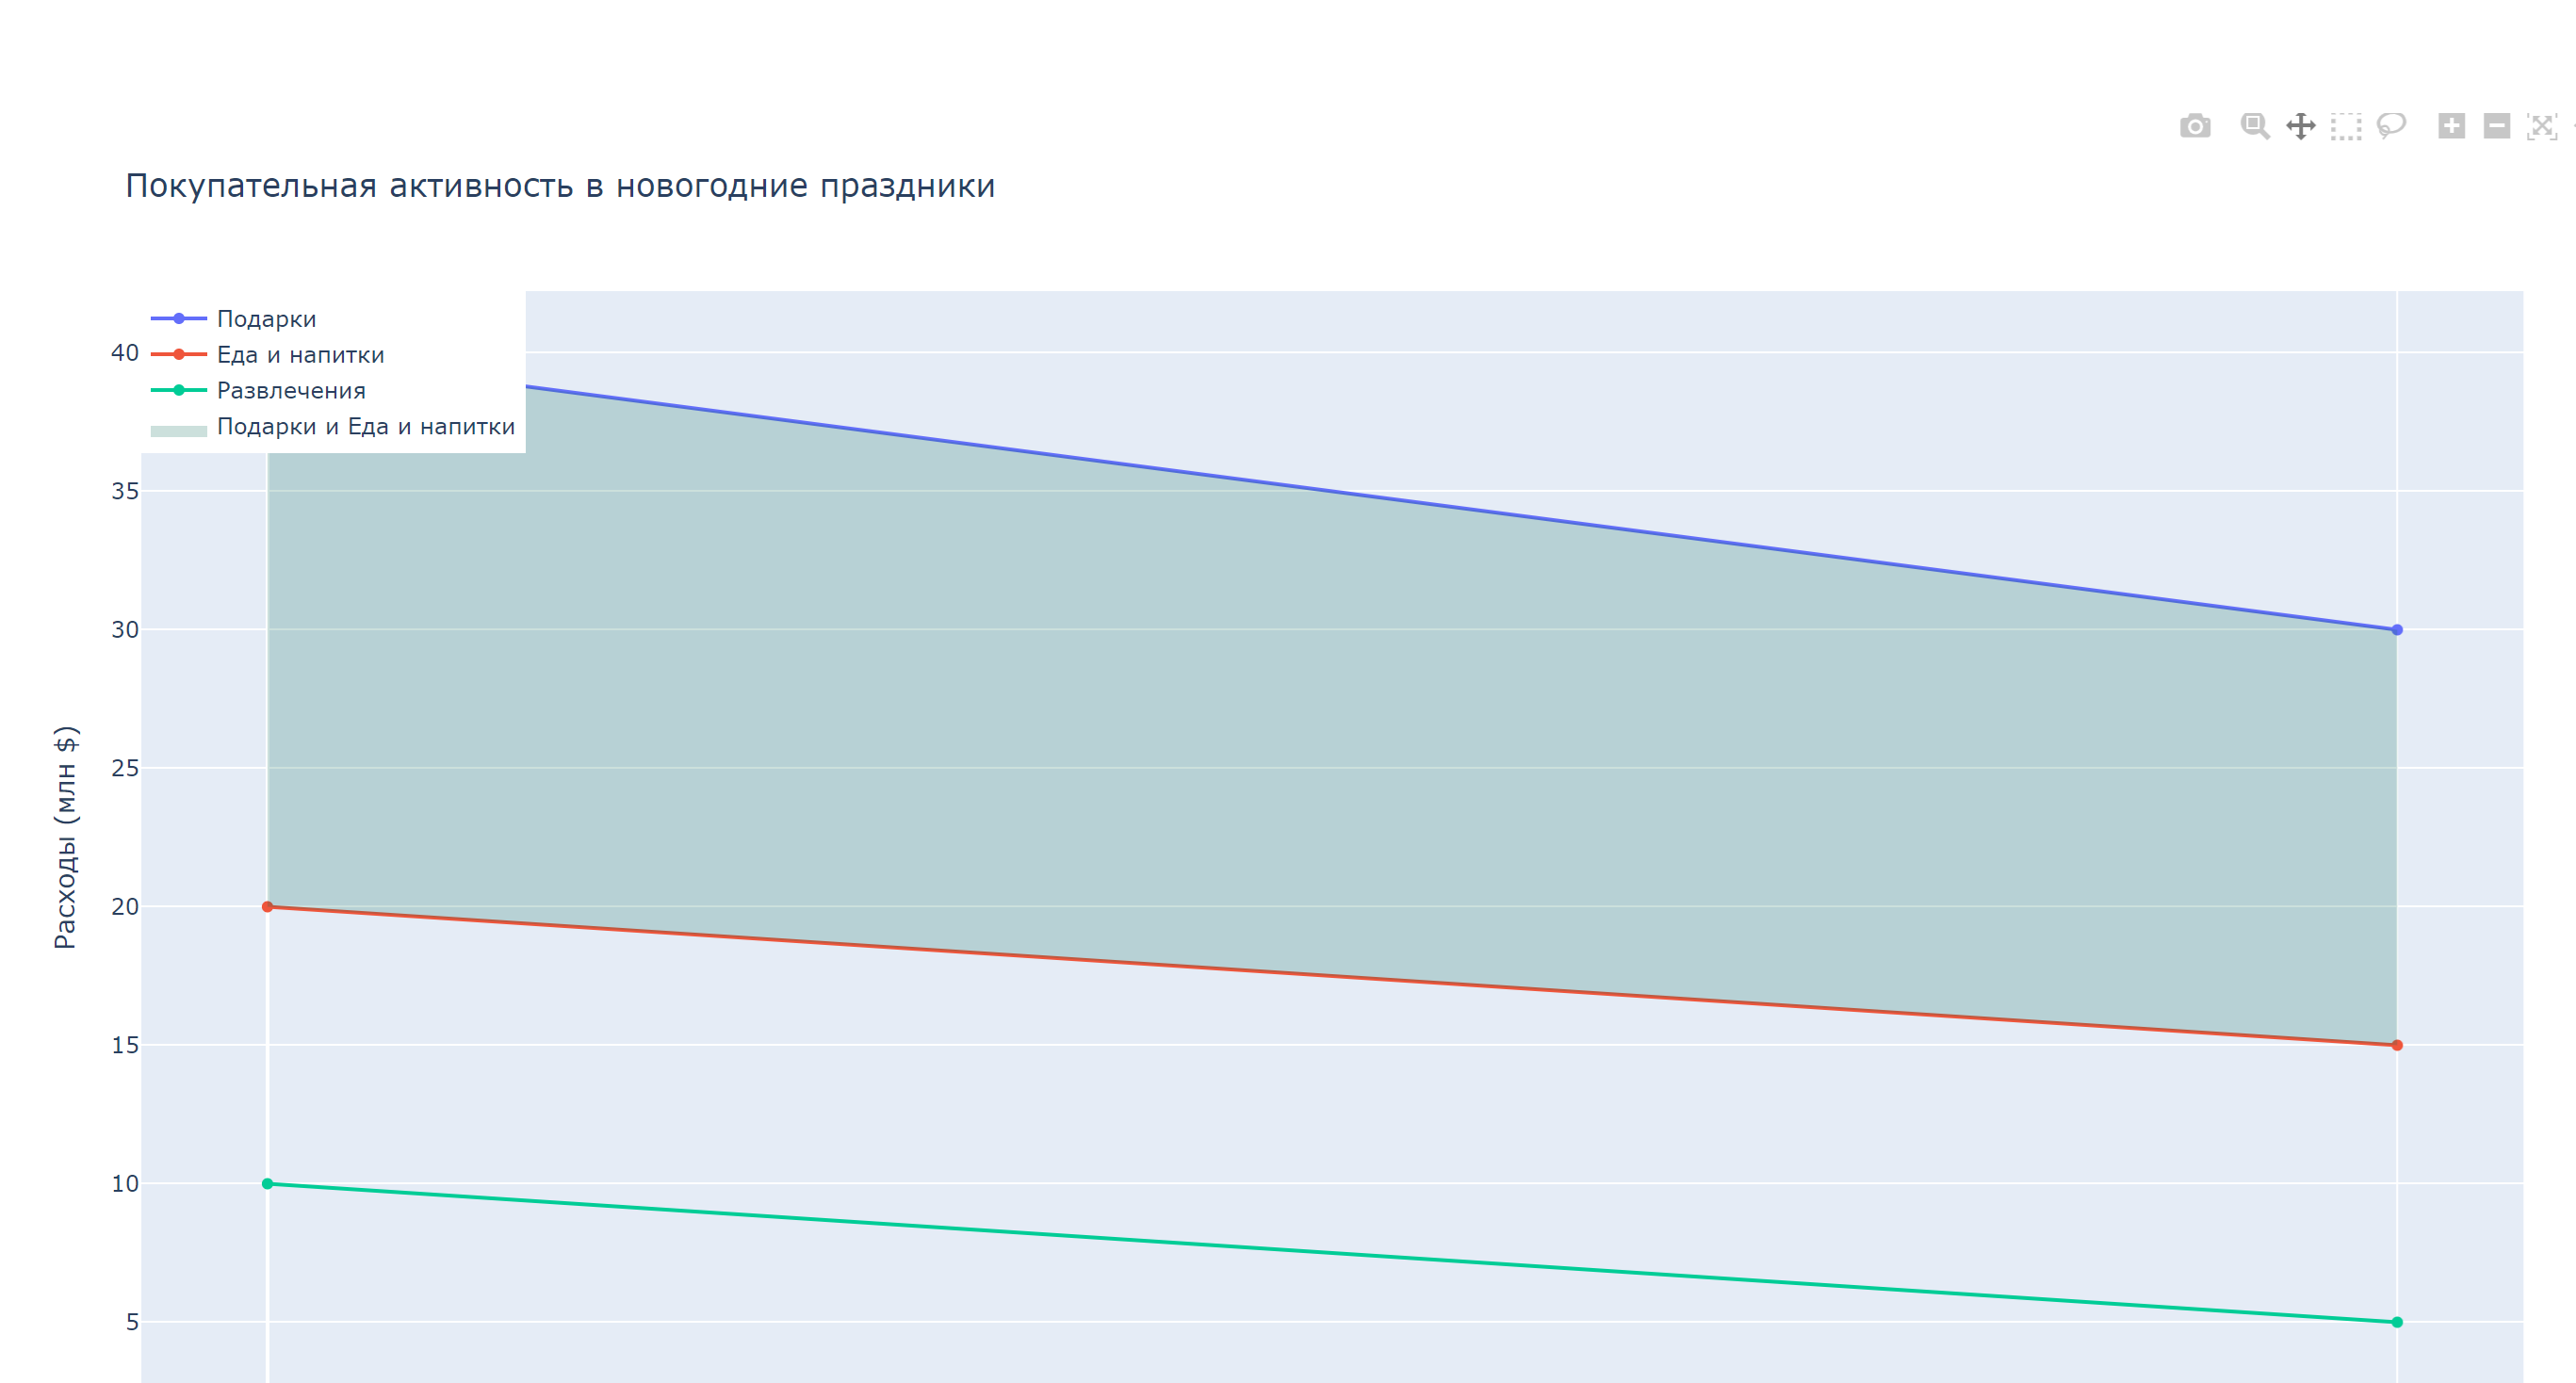 Покупательная активность в новогодние праздники
Подарки
Еда и напитки
Развлечения
Подарки и Еда и напитки
40
35
30
25
20
15
10
5
Расходы (млн $)